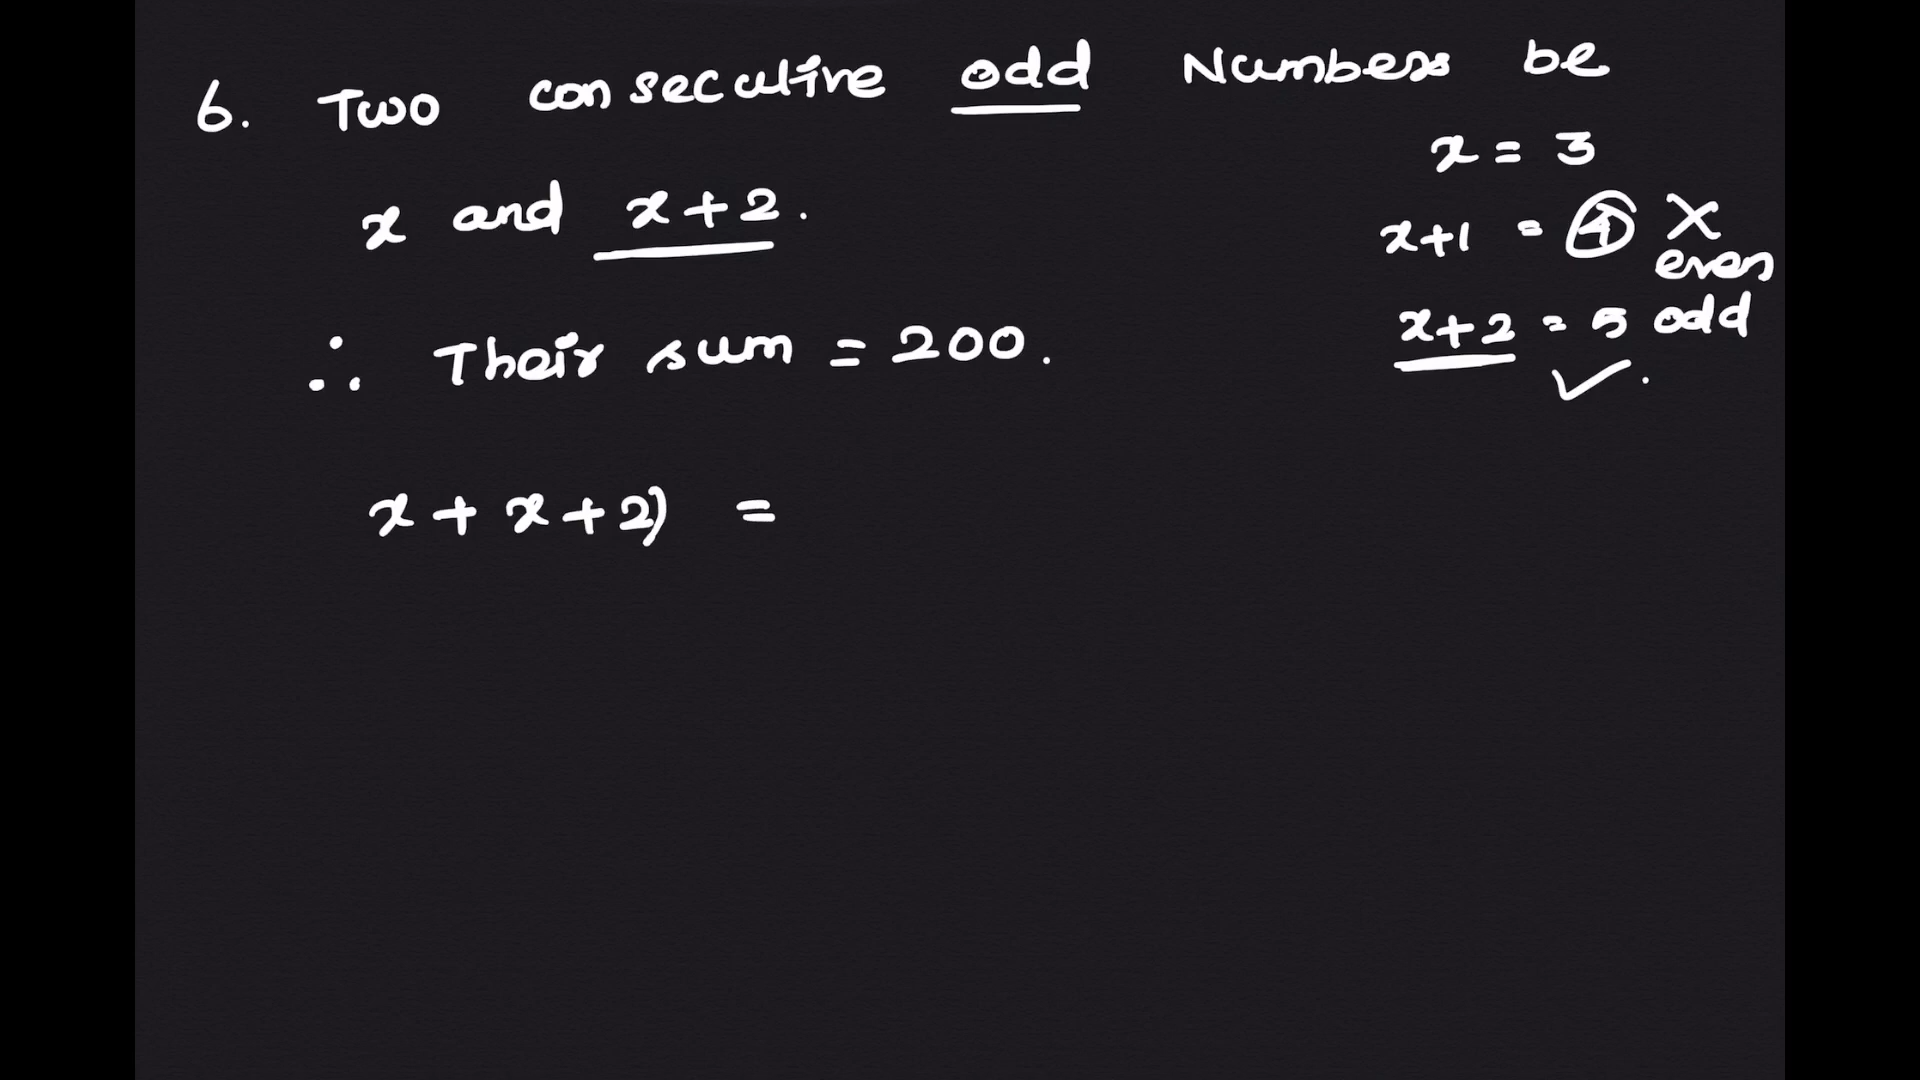 6. Two consecutive odd Numbers be
x and x+2.
∴ Their sum = 200.
x + x + 2) =
x = 3
x+1 = 4 X
even
x+2 = 5 odd
✓.